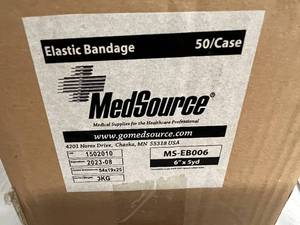 Elastic Bandage 50/Case
MedSource®
Medical Supplies for the Healthcare Professional
www.gomedsource.com
4201 Norex Drive, Chaska, MN 55318 USA
1502010
2023-08
54x19x25
3KG
MS-EB006
6" x 5yd